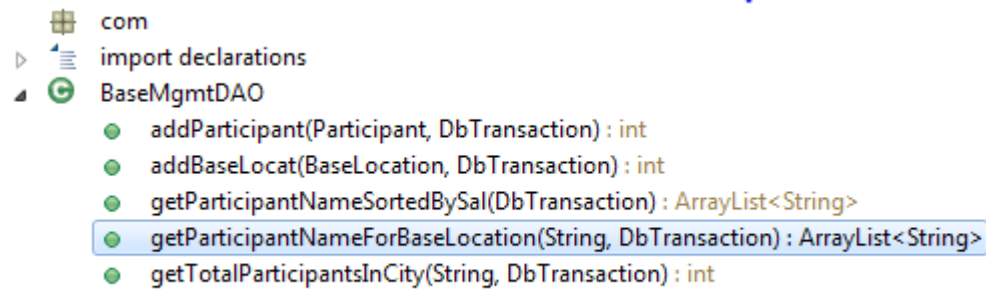 com
import declarations
BaseMgmtDAO
addParticipant(Participant, DbTransaction) : int
addBaseLocat(BaseLocation, DbTransaction) : int
getParticipantNameSortedBySal(DbTransaction) : ArrayList<String>
getParticipantNameForBaseLocation(String, DbTransaction) : ArrayList<String>
getTotalParticipantsInCity(String, DbTransaction) : int